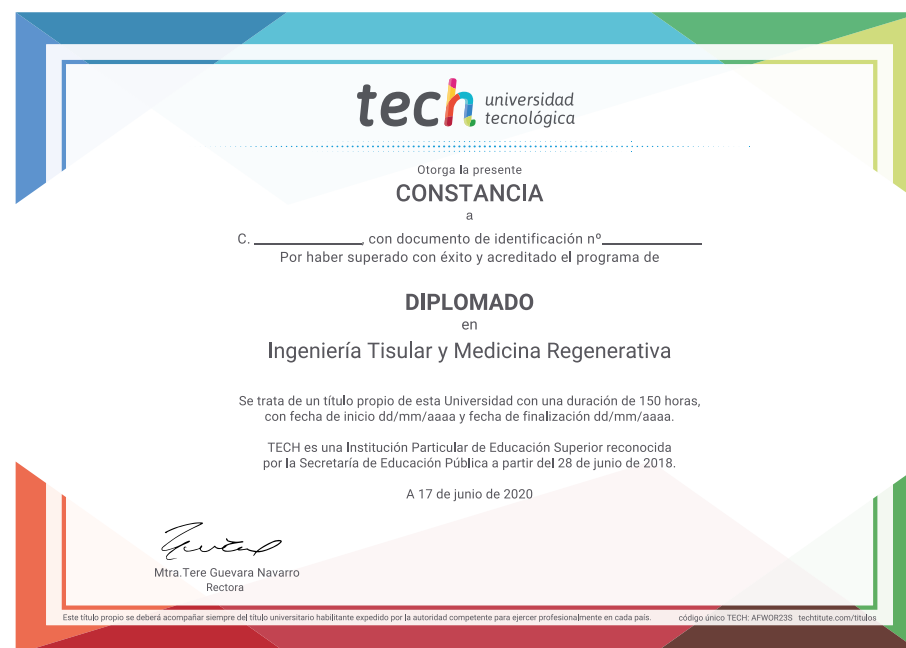 tech universidad
tecnológica
Otorga la presente
CONSTANCIA
a
C. ______________, con documento de identificación nº_____________
Por haber superado con éxito y acreditado el programa de
DIPLOMADO
en
Ingeniería Tisular y Medicina Regenerativa
Se trata de un título propio de esta Universidad con una duración de 150 horas,
con fecha de inicio dd/mm/aaaa y fecha de finalización dd/mm/aaaa.
TECH es una Institución Particular de Educación Superior reconocida
por la Secretaría de Educación Pública a partir del 28 de junio de 2018.
A 17 de junio de 2020
Mtra.Tere Guevara Navarro
Rectora
Este título propio se deberá acompañar siempre del título universitario habilitante expedido por la autoridad competente para ejercer profesionalmente en cada país. código único TECH: AFWOR23S techtitute.com/titulos